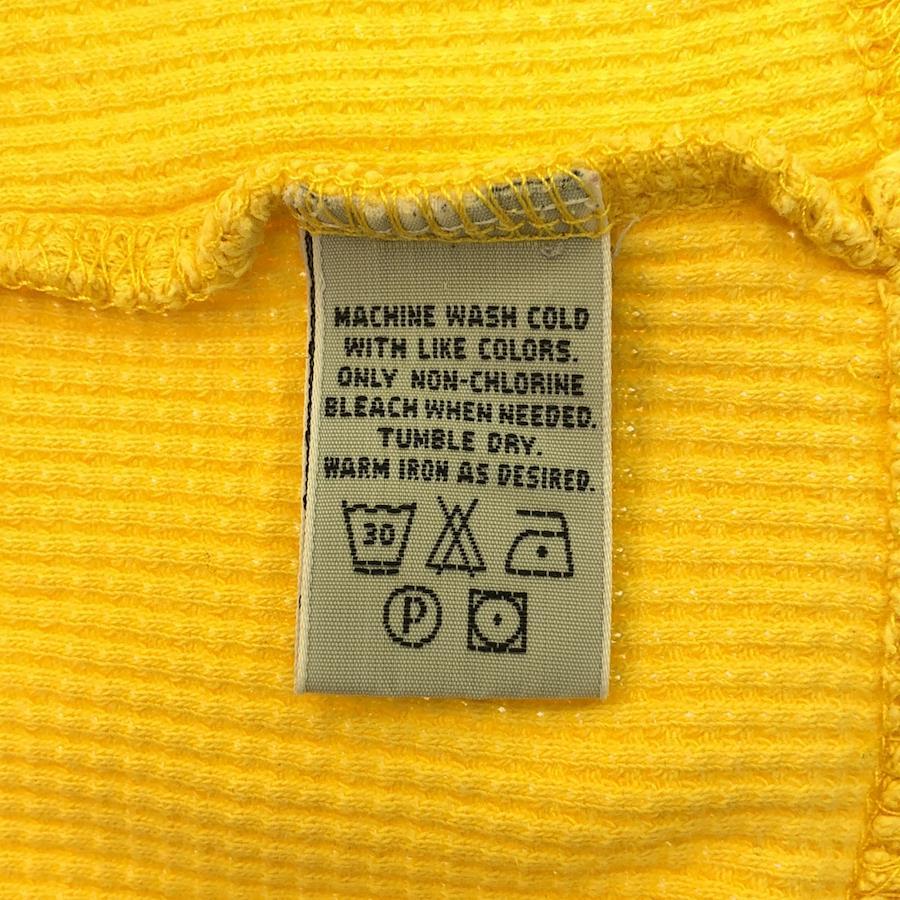 MACHINE WASH COLD
WITH LIKE COLORS.
ONLY NON-CHLORINE
BLEACH WHEN NEEDED.
TUMBLE DRY.
WARM IRON AS DESIRED.
30
P